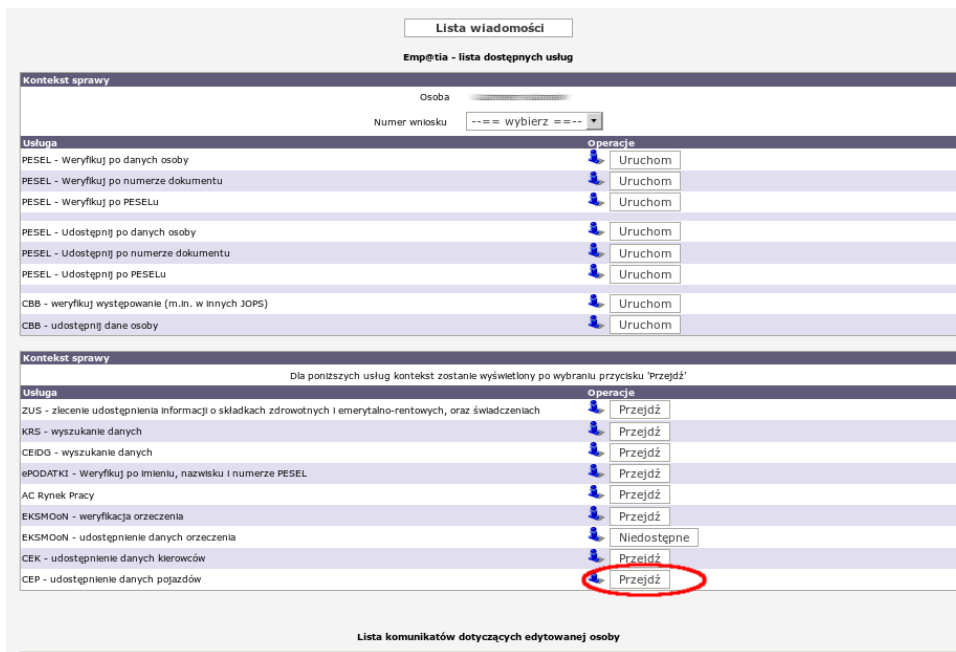 Lista wiadomości
Emp@tia - lista dostępnych usług
Kontekst sprawy
Osoba
Numer wniosku --== wybierz ==--
Usługa Operacje
PESEL - Weryfikuj po danych osoby Uruchom
PESEL - Weryfikuj po numerze dokumentu Uruchom
PESEL - Weryfikuj po PESELu Uruchom
PESEL - Udostępnij po danych osoby Uruchom
PESEL - Udostępnij po numerze dokumentu Uruchom
PESEL - Udostępnij po PESELu Uruchom
CBB - weryfikuj występowanie (m.in. w innych JOPS) Uruchom
CBB - udostępnij dane osoby Uruchom
Kontekst sprawy
Dla poniższych usług kontekst zostanie wyświetlony po wybraniu przycisku 'Przejdź'
Usługa Operacje
ZUS - zlecenie udostępnienia informacji o składkach zdrowotnych i emerytalno-rentowych, oraz świadczeniach Przejdź
KRS - wyszukanie danych Przejdź
CEIDG - wyszukanie danych Przejdź
ePODATKI - Weryfikuj po imieniu, nazwisku i numerze PESEL Przejdź
AC Rynek Pracy Przejdź
EKSMOoN - weryfikacja orzeczenia Przejdź
EKSMOoN - udostępnienie danych orzeczenia Niedostępne
CEK - udostępnienie danych kierowców Przejdź
CEP - udostępnienie danych pojazdów Przejdź
Lista komunikatów dotyczących edytowanej osoby